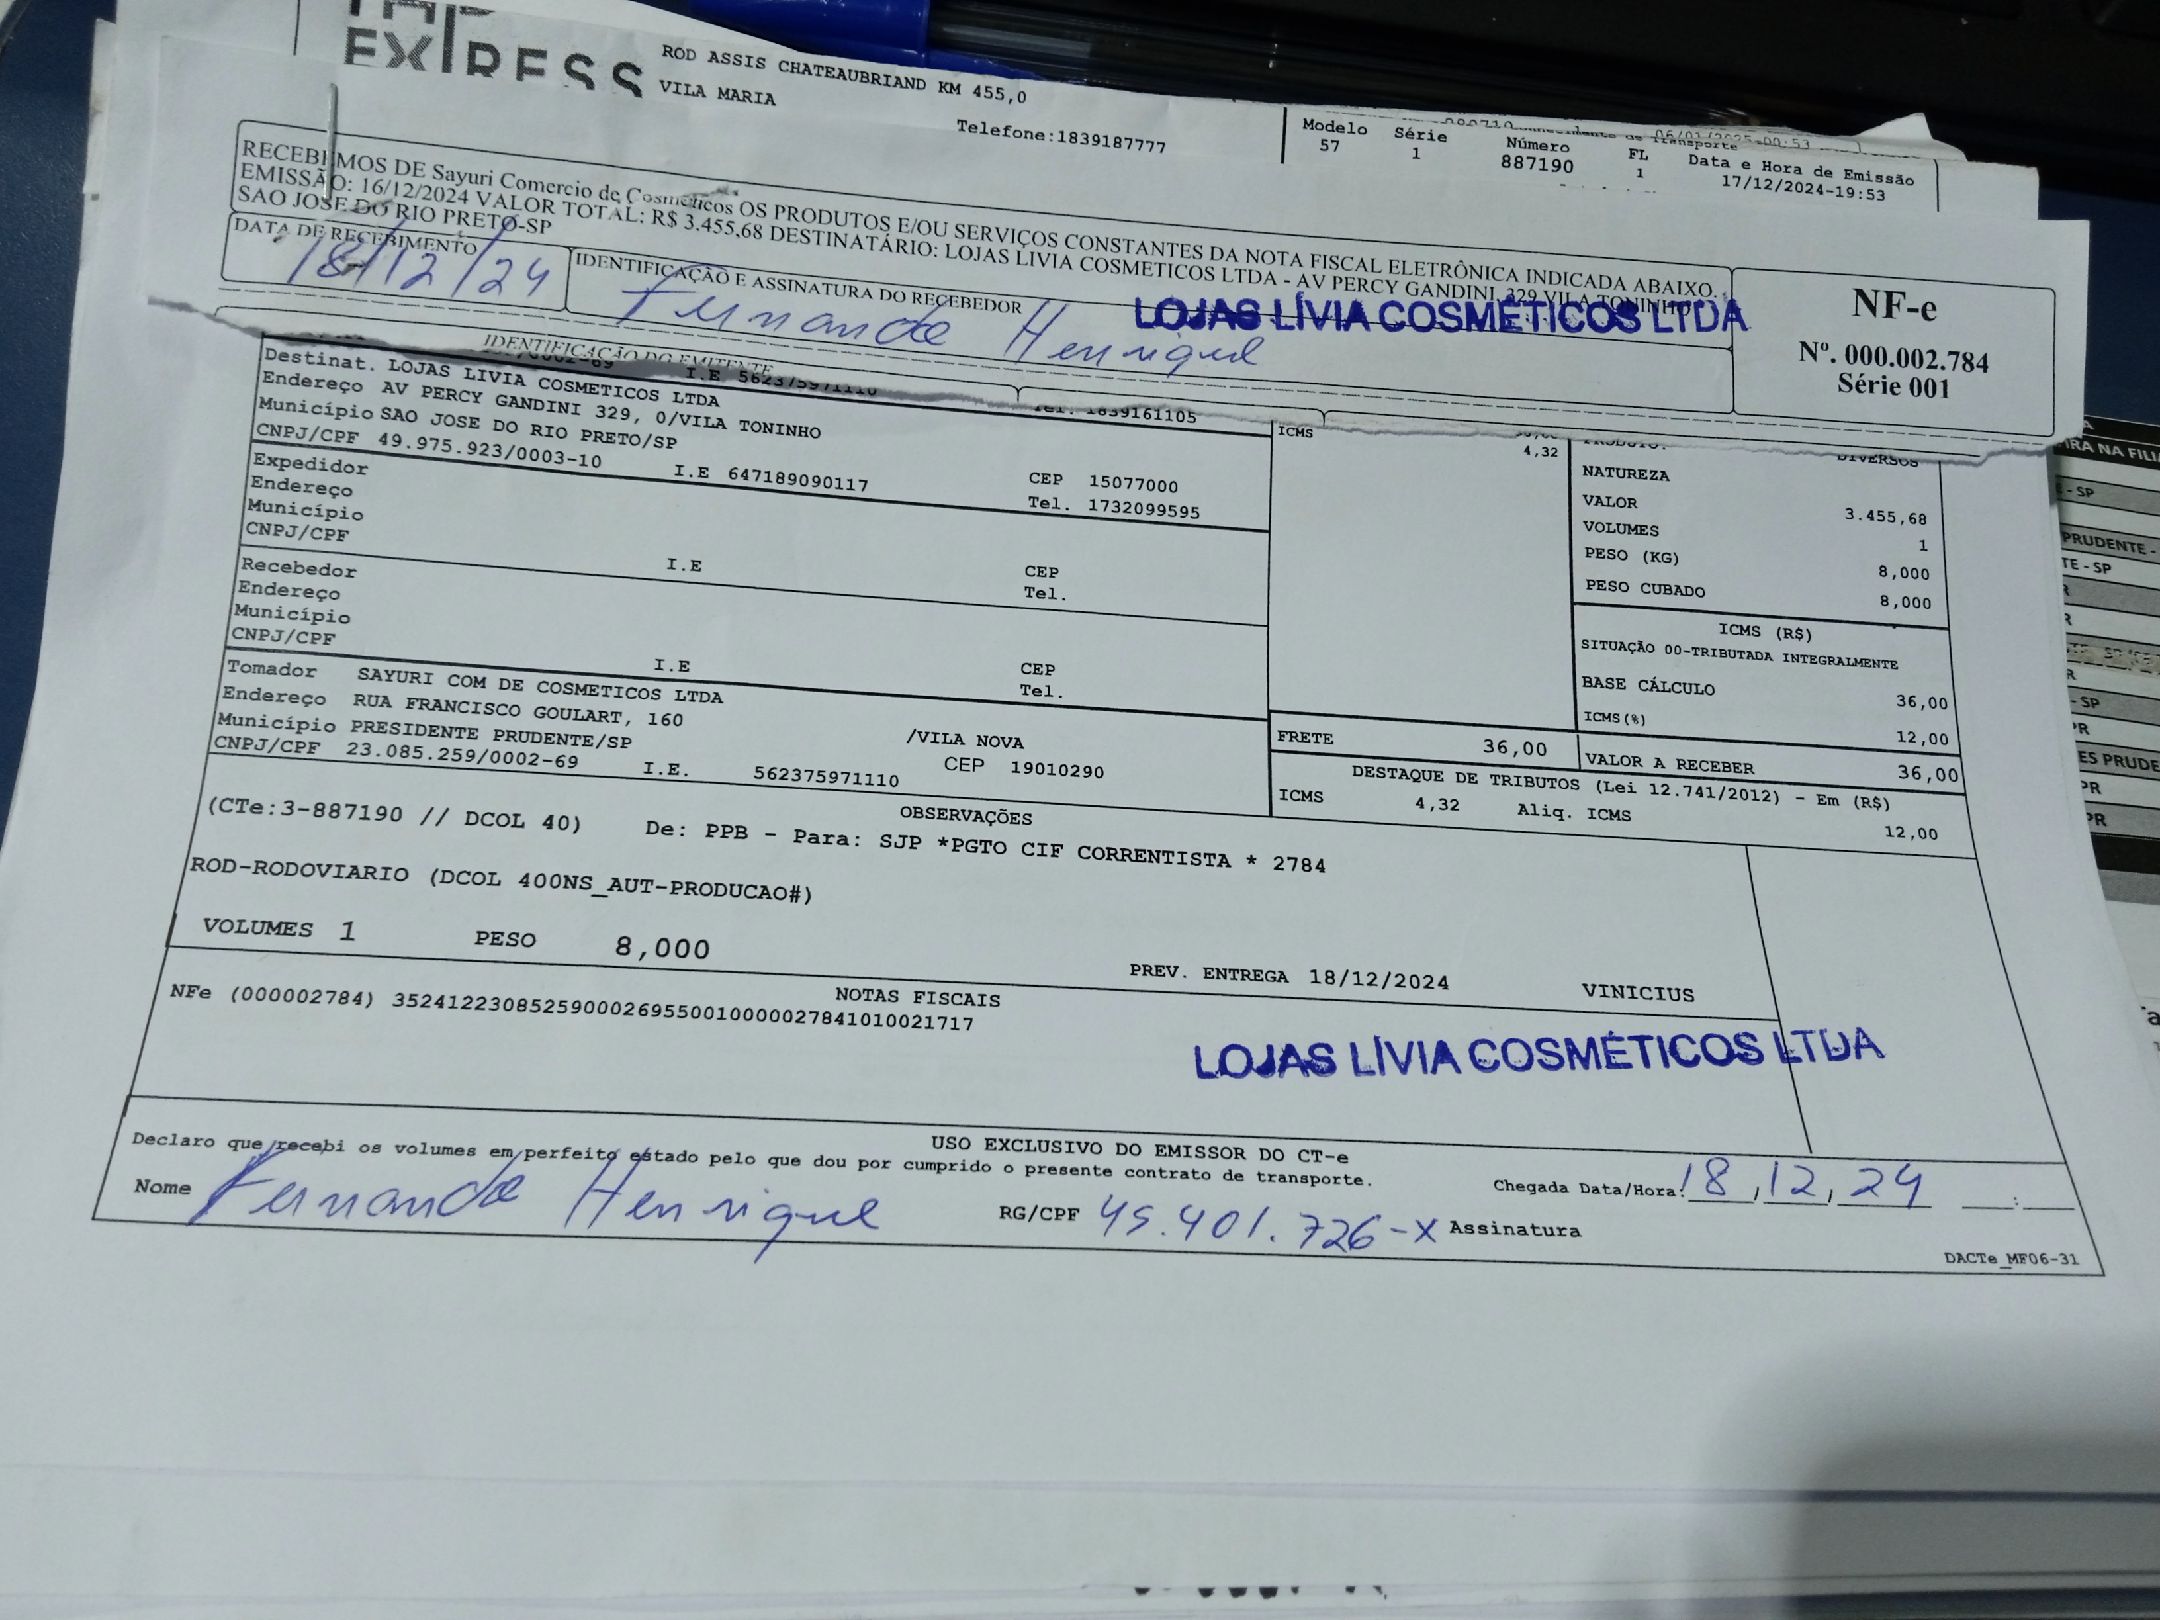 EXPRESS
ROD ASSIS CHATEAUBRIAND KM 455,0
VILA MARIA
Telefone:1839187777
06/01/2025-00:53
Modelo Série Número FL Data e Hora de Emissão
57 1 887190 1 17/12/2024-19:53
RECEBEMOS DE Sayuri Comercio de Cosmeticos OS PRODUTOS E/OU SERVIÇOS CONSTANTES DA NOTA FISCAL ELETRÔNICA INDICADA ABAIXO.
EMISSÃO: 16/12/2024 VALOR TOTAL: R$ 3.455,68 DESTINATÁRIO: LOJAS LIVIA COSMETICOS LTDA - AV PERCY GANDINI, 329 VILA TONINHO
SAO JOSE DO RIO PRETO-SP
DATA DE RECEBIMENTO
18/12/24
IDENTIFICAÇÃO E ASSINATURA DO RECEBEDOR
Fernando Henrique
LOJAS LÍVIA COSMÉTICOS LTDA
NF-e
Nº. 000.002.784
Série 001
IDENTIFICAÇÃO DO EMITENTE
I.E 562375971110
Tel. 1839161105
Destinat. LOJAS LIVIA COSMETICOS LTDA
Endereço AV PERCY GANDINI 329, 0/VILA TONINHO
Município SAO JOSE DO RIO PRETO/SP
CEP 15077000
CNPJ/CPF 49.975.923/0003-10 I.E 647189090117
Tel. 1732099595
Expedidor
Endereço
Município
CEP
CNPJ/CPF
I.E
Tel.
Recebedor
Endereço
Município
CEP
CNPJ/CPF
I.E
Tel.
Tomador SAYURI COM DE COSMETICOS LTDA
Endereço RUA FRANCISCO GOULART, 160 /VILA NOVA
Município PRESIDENTE PRUDENTE/SP CEP 19010290
CNPJ/CPF 23.085.259/0002-69 I.E. 562375971110
ICMS 4,32
DIVERSOS
NATUREZA
VALOR 3.455,68
VOLUMES 1
PESO (KG) 8,000
PESO CUBADO 8,000
ICMS (R$)
SITUAÇÃO 00-TRIBUTADA INTEGRALMENTE
BASE CÁLCULO 36,00
ICMS(%) 12,00
FRETE 36,00 VALOR A RECEBER 36,00
DESTAQUE DE TRIBUTOS (Lei 12.741/2012) - Em (R$)
ICMS 4,32 Aliq. ICMS 12,00
OBSERVAÇÕES
(CTe:3-887190 // DCOL 40) De: PPB - Para: SJP *PGTO CIF CORRENTISTA * 2784
ROD-RODOVIARIO (DCOL 400NS_AUT-PRODUCAO#)
VOLUMES 1 PESO 8,000 PREV. ENTREGA 18/12/2024 VINICIUS
NOTAS FISCAIS
NFe (000002784) 35241223085259000269550010000027841010021717
LOJAS LÍVIA COSMÉTICOS LTDA
USO EXCLUSIVO DO EMISSOR DO CT-e
Declaro que recebi os volumes em perfeito estado pelo que dou por cumprido o presente contrato de transporte.
Chegada Data/Hora: 18,12,24 :
Nome Fernando Henrique RG/CPF 45.401.726-X Assinatura
DACTe_MF06-31